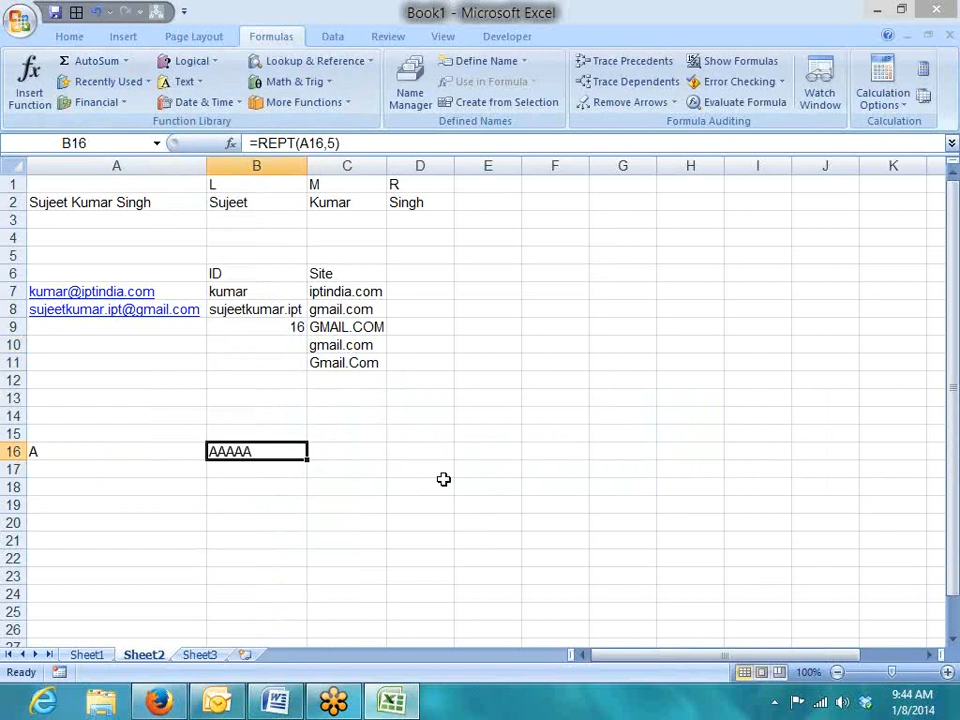 Book1 - Microsoft Excel
Home Insert Page Layout Formulas Data Review View Developer
fx Insert Function
Σ AutoSum
Recently Used
Financial
Logical
Text
Date & Time
Lookup & Reference
Math & Trig
More Functions
Function Library
Name Manager
Define Name
Use in Formula
Create from Selection
Defined Names
Trace Precedents
Trace Dependents
Remove Arrows
Show Formulas
Error Checking
Evaluate Formula
Formula Auditing
Watch Window
Calculation Options
Calculation
B16 fx =REPT(A16,5)
A B C D E F G H I J K
1 L M R
2 Sujeet Kumar Singh Sujeet Kumar Singh
3
4
5
6 ID Site
7 kumar@iptindia.com kumar iptindia.com
8 sujeetkumar.ipt@gmail.com sujeetkumar.ipt gmail.com
9 16 GMAIL.COM
10 gmail.com
11 Gmail.Com
12
13
14
15
16 A AAAAA
17
18
19
20
21
22
23
24
25
26
27
Sheet1 Sheet2 Sheet3
Ready 100%
9:44 AM
1/8/2014